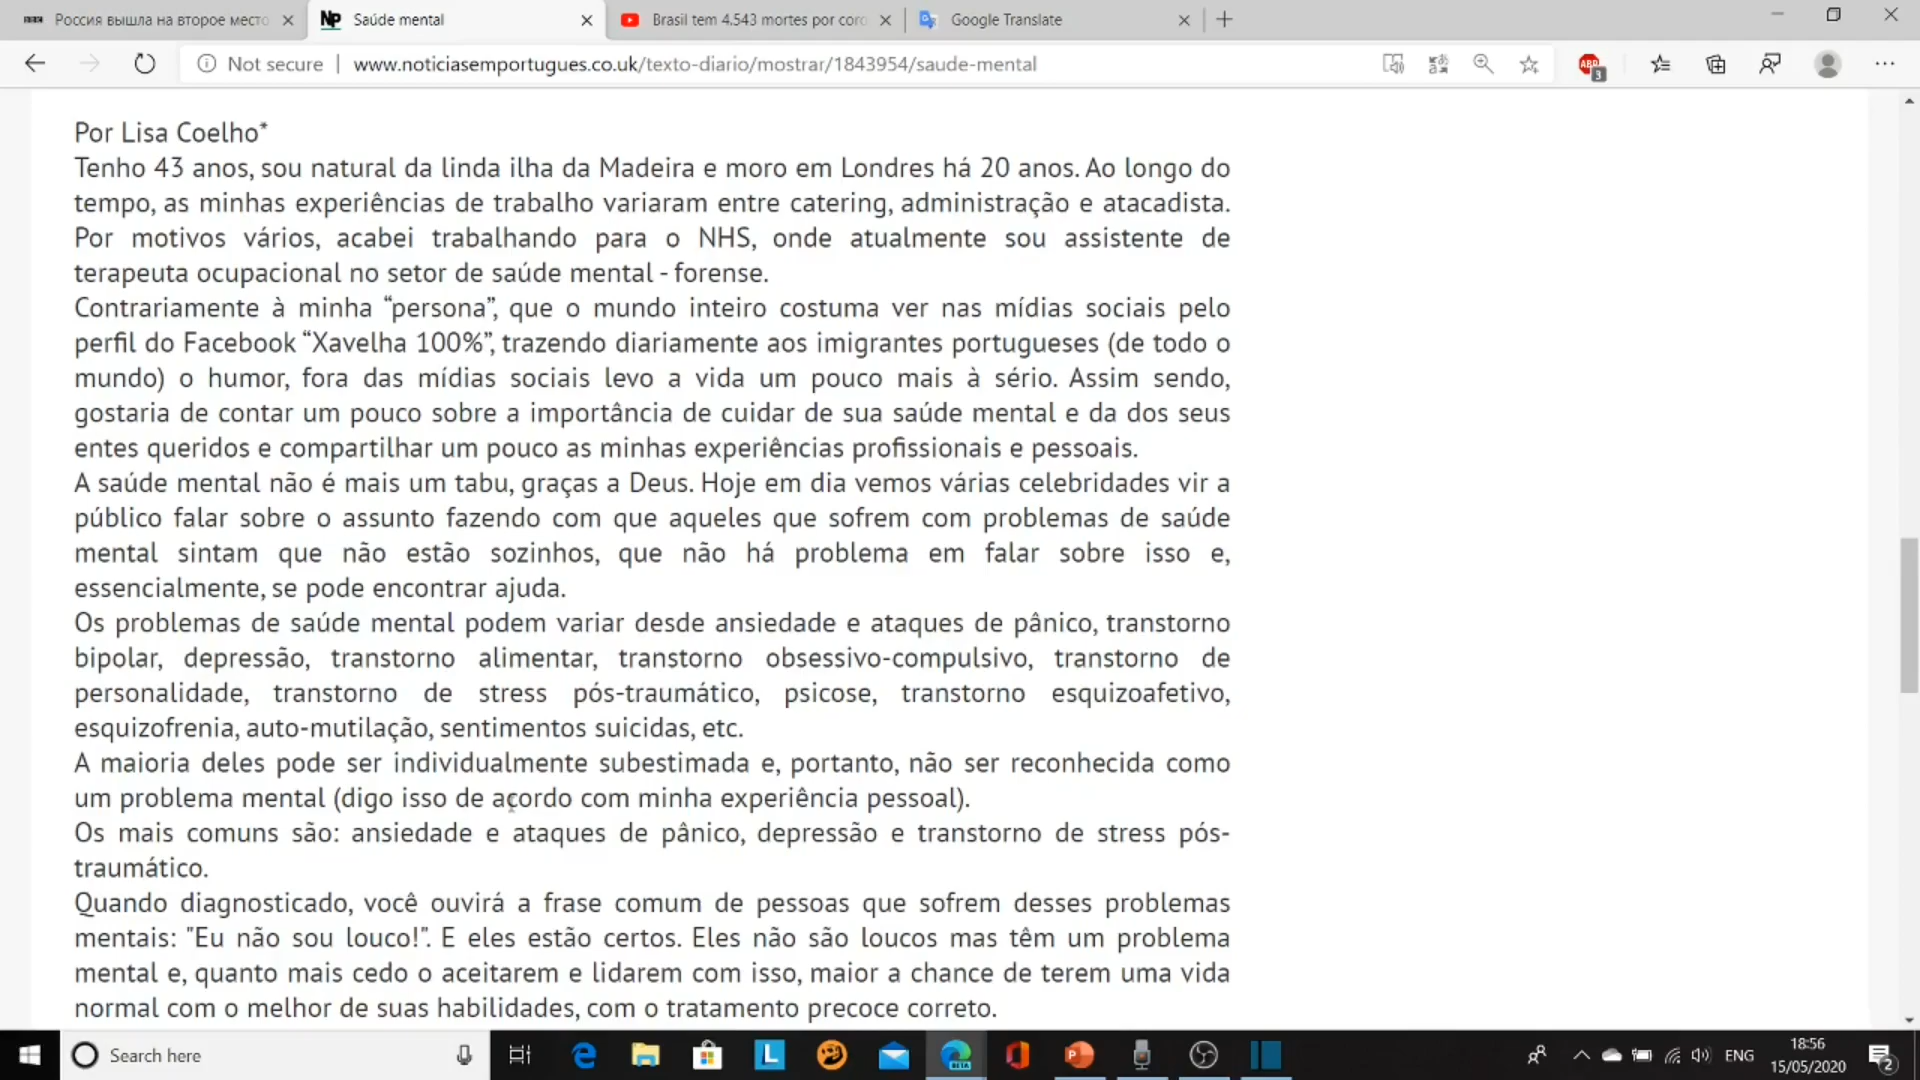 Россия вышла на второе место
Saúde mental
Brasil tem 4.543 mortes por coro
Google Translate
Not secure
www.noticiasemportugues.co.uk/texto-diario/mostrar/1843954/saude-mental
ABP
3
Por Lisa Coelho*
Tenho 43 anos, sou natural da linda ilha da Madeira e moro em Londres há 20 anos. Ao longo do
tempo, as minhas experiências de trabalho variaram entre catering, administração e atacadista.
Por motivos vários, acabei trabalhando para o NHS, onde atualmente sou assistente de
terapeuta ocupacional no setor de saúde mental - forense.
Contrariamente à minha “persona”, que o mundo inteiro costuma ver nas mídias sociais pelo
perfil do Facebook “Xavelha 100%”, trazendo diariamente aos imigrantes portugueses (de todo o
mundo) o humor, fora das mídias sociais levo a vida um pouco mais à sério. Assim sendo,
gostaria de contar um pouco sobre a importância de cuidar de sua saúde mental e da dos seus
entes queridos e compartilhar um pouco as minhas experiências profissionais e pessoais.
A saúde mental não é mais um tabu, graças a Deus. Hoje em dia vemos várias celebridades vir a
público falar sobre o assunto fazendo com que aqueles que sofrem com problemas de saúde
mental sintam que não estão sozinhos, que não há problema em falar sobre isso e,
essencialmente, se pode encontrar ajuda.
Os problemas de saúde mental podem variar desde ansiedade e ataques de pânico, transtorno
bipolar, depressão, transtorno alimentar, transtorno obsessivo-compulsivo, transtorno de
personalidade, transtorno de stress pós-traumático, psicose, transtorno esquizoafetivo,
esquizofrenia, auto-mutilação, sentimentos suicidas, etc.
A maioria deles pode ser individualmente subestimada e, portanto, não ser reconhecida como
um problema mental (digo isso de acordo com minha experiência pessoal).
Os mais comuns são: ansiedade e ataques de pânico, depressão e transtorno de stress pós-
traumático.
Quando diagnosticado, você ouvirá a frase comum de pessoas que sofrem desses problemas
mentais: "Eu não sou louco!". E eles estão certos. Eles não são loucos mas têm um problema
mental e, quanto mais cedo o aceitarem e lidarem com isso, maior a chance de terem uma vida
normal com o melhor de suas habilidades, com o tratamento precoce correto.
Search here
ENG
18:56
15/05/2020
2